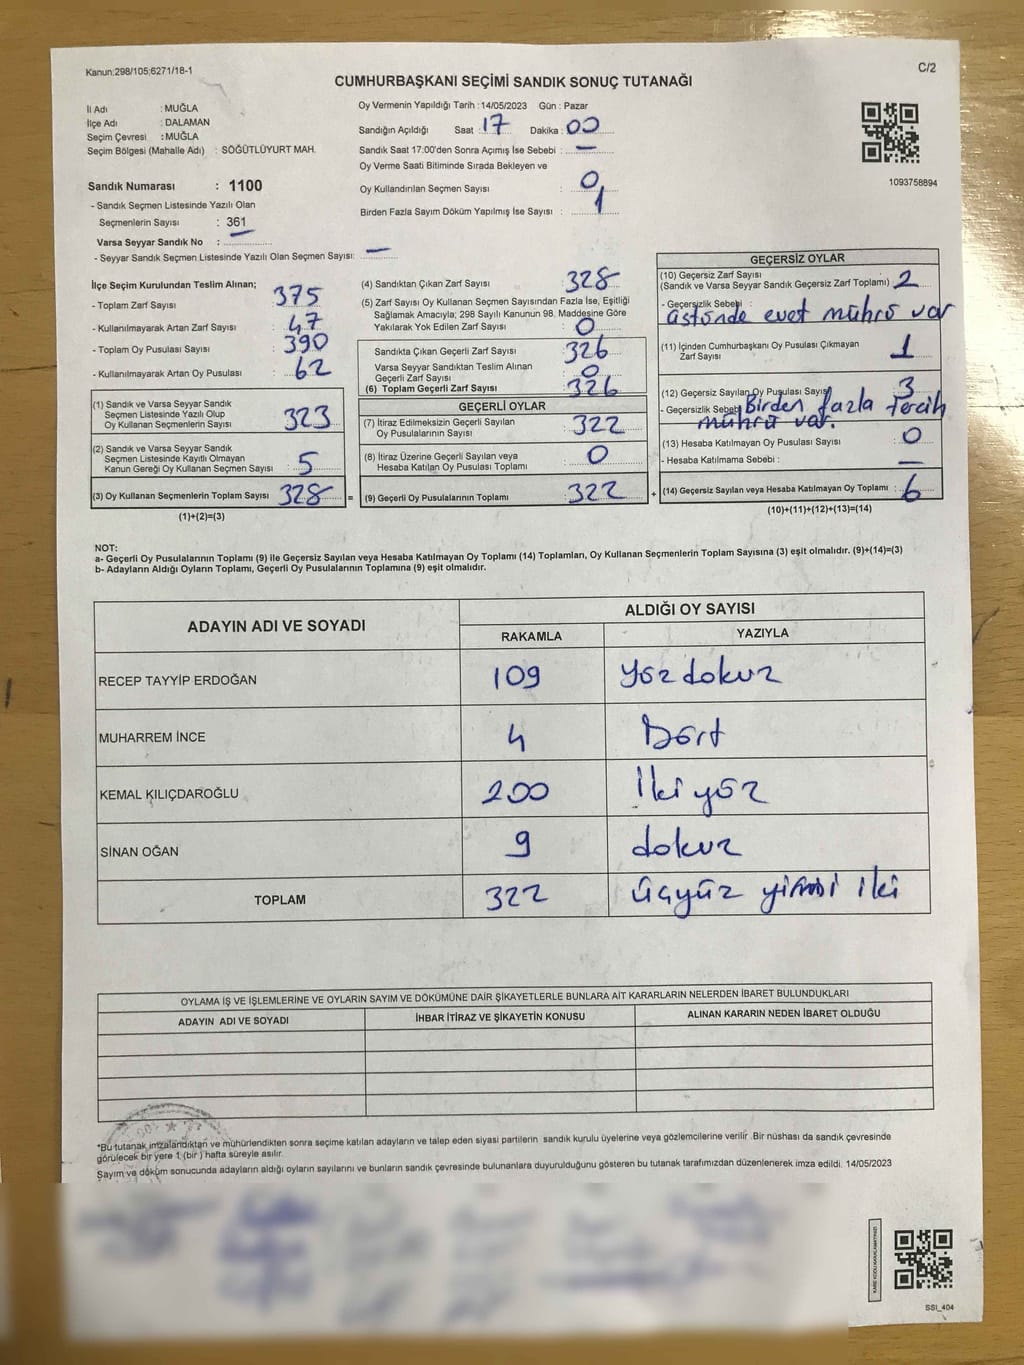 Kanun:298/105;6271/18-1
C/2
CUMHURBAŞKANI SEÇİMİ SANDIK SONUÇ TUTANAĞI
İl Adı : MUĞLA
İlçe Adı : DALAMAN
Seçim Çevresi : MUĞLA
Seçim Bölgesi (Mahalle Adı) : SÖĞÜTLÜYURT MAH.
Sandık Numarası : 1100
- Sandık Seçmen Listesinde Yazılı Olan
Seçmenlerin Sayısı : 361
Varsa Seyyar Sandık No : —
- Seyyar Sandık Seçmen Listesinde Yazılı Olan Seçmen Sayısı: —
Oy Vermenin Yapıldığı Tarih : 14/05/2023 Gün : Pazar
Sandığın Açıldığı Saat : 17 Dakika : 00
Sandık Saat 17:00'den Sonra Açımış İse Sebebi : —
Oy Verme Saati Bitiminde Sırada Bekleyen ve
Oy Kullandırılan Seçmen Sayısı : 0
Birden Fazla Sayım Döküm Yapılmış İse Sayısı : 1
1093758894
İlçe Seçim Kurulundan Teslim Alınan;
- Toplam Zarf Sayısı : 375
- Kullanılmayarak Artan Zarf Sayısı : 47
- Toplam Oy Pusulası Sayısı : 390
- Kullanılmayarak Artan Oy Pusulası : 62
(1) Sandık ve Varsa Seyyar Sandık
Seçmen Listesinde Yazılı Olup
Oy Kullanan Seçmenlerin Sayısı : 323
(2) Sandık ve Varsa Seyyar Sandık
Seçmen Listesinde Kayıtlı Olmayan
Kanun Gereği Oy Kullanan Seçmen Sayısı : 5
(3) Oy Kullanan Seçmenlerin Toplam Sayısı : 328
(1)+(2)=(3)
(4) Sandıktan Çıkan Zarf Sayısı : 328
(5) Zarf Sayısı Oy Kullanan Seçmen Sayısından Fazla İse, Eşitliği
Sağlamak Amacıyla; 298 Sayılı Kanunun 98. Maddesine Göre
Yakılarak Yok Edilen Zarf Sayısı : 0
Sandıkta Çıkan Geçerli Zarf Sayısı : 326
Varsa Seyyar Sandıktan Teslim Alınan
Geçerli Zarf Sayısı : 0
(6) Toplam Geçerli Zarf Sayısı : 326
GEÇERLİ OYLAR
(7) İtiraz Edilmeksizin Geçerli Sayılan
Oy Pusulalarının Sayısı : 322
(8) İtiraz Üzerine Geçerli Sayılan veya
Hesaba Katılan Oy Pusulası Toplamı : 0
= (9) Geçerli Oy Pusulalarının Toplamı : 322
GEÇERSİZ OYLAR
(10) Geçersiz Zarf Sayısı
(Sandık ve Varsa Seyyar Sandık Geçersiz Zarf Toplamı) : 2
- Geçersizlik Sebebi :
üstünde evet mührü var
(11) İçinden Cumhurbaşkanı Oy Pusulası Çıkmayan
Zarf Sayısı : 1
(12) Geçersiz Sayılan Oy Pusulası Sayısı : 3
- Geçersizlik Sebebi : Birden fazla tercih
mührü var.
(13) Hesaba Katılmayan Oy Pusulası Sayısı : 0
- Hesaba Katılmama Sebebi : —
+ (14) Geçersiz Sayılan veya Hesaba Katılmayan Oy Toplamı : 6
(10)+(11)+(12)+(13)=(14)
NOT:
a- Geçerli Oy Pusulalarının Toplamı (9) ile Geçersiz Sayılan veya Hesaba Katılmayan Oy Toplamı (14) Toplamları, Oy Kullanan Seçmenlerin Toplam Sayısına (3) eşit olmalıdır. (9)+(14)=(3)
b- Adayların Aldığı Oyların Toplamı, Geçerli Oy Pusulalarının Toplamına (9) eşit olmalıdır.
ADAYIN ADI VE SOYADI
ALDIĞI OY SAYISI
RAKAMLA YAZIYLA
RECEP TAYYİP ERDOĞAN 109 yüzdokuz
MUHARREM İNCE 4 Dört
KEMAL KILIÇDAROĞLU 200 İkiyüz
SİNAN OĞAN 9 dokuz
TOPLAM 322 üçyüz yirmi iki
OYLAMA İŞ VE İŞLEMLERİNE VE OYLARIN SAYIM VE DÖKÜMÜNE DAİR ŞİKAYETLERLE BUNLARA AİT KARARLARIN NELERDEN İBARET BULUNDUKLARI
ADAYIN ADI VE SOYADI İHBAR İTİRAZ VE ŞİKAYETİN KONUSU ALINAN KARARIN NEDEN İBARET OLDUĞU
*Bu tutanak imzalandıktan ve mühürlendikten sonra seçime katılan adayların ve talep eden siyasi partilerin sandık kurulu üyelerine veya gözlemcilerine verilir .Bir nüshası da sandık çevresinde
görülecek bir yere 1 (bir ) hafta süreyle asılır.
Sayım ve döküm sonucunda adayların aldığı oyların sayılarını ve bunların sandık çevresinde bulunanlara duyurulduğunu gösteren bu tutanak tarafımızdan düzenlenerek imza edildi. 14/05/2023
SSI_404